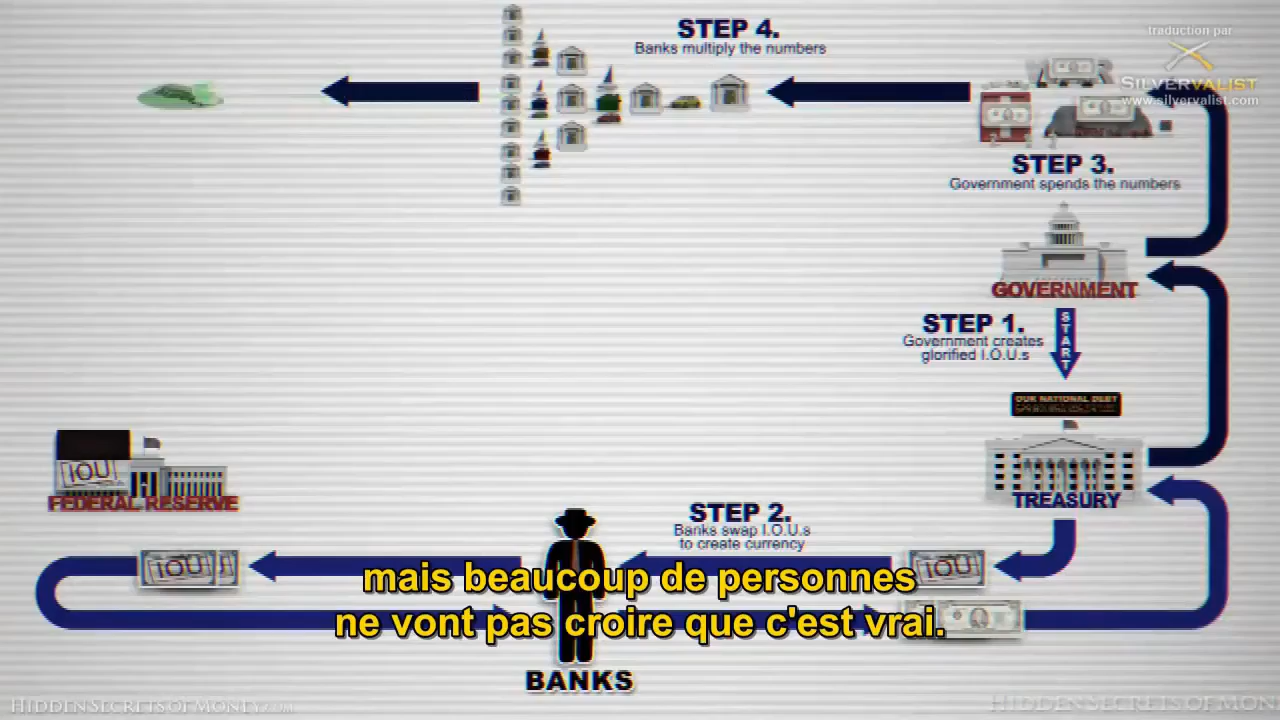 STEP 4.
Banks multiply the numbers
traduction par
SILVERVALIST
www.silvervalist.com
STEP 3.
Government spends the numbers
GOVERNMENT
STEP 1.
Government creates
glorified I.O.U.s
START
OUR NATIONAL DEBT
IOU
FEDERAL RESERVE
TREASURY
STEP 2.
Banks swap I.O.U.s
to create currency
IOU
IOU
mais beaucoup de personnes
ne vont pas croire que c'est vrai.
BANKS
HIDDENSECRETSOFMONEY.COM
HIDDENSECRETSOFMON